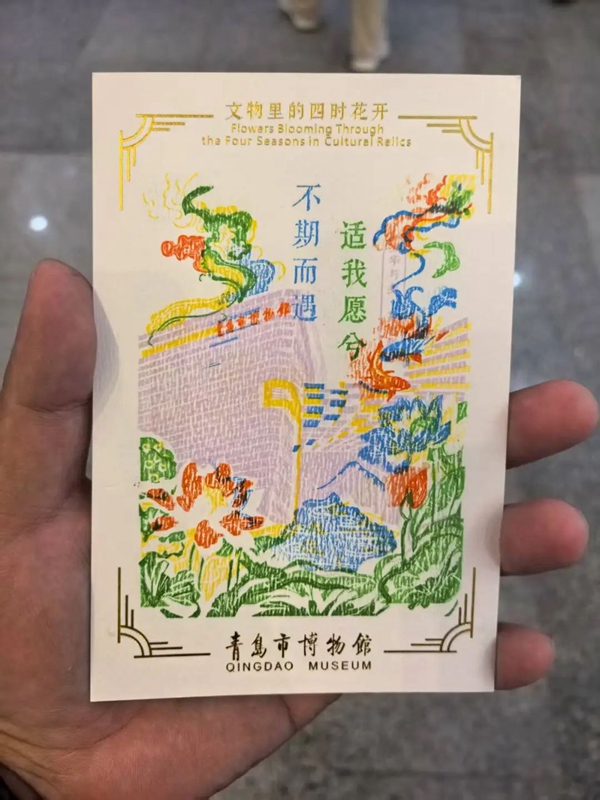 文物里的四时花开
Flowers Blooming Through
the Four Seasons in Cultural Relics
适我愿兮
不期而遇
青岛市博物館
青島市博物館
QINGDAO MUSEUM